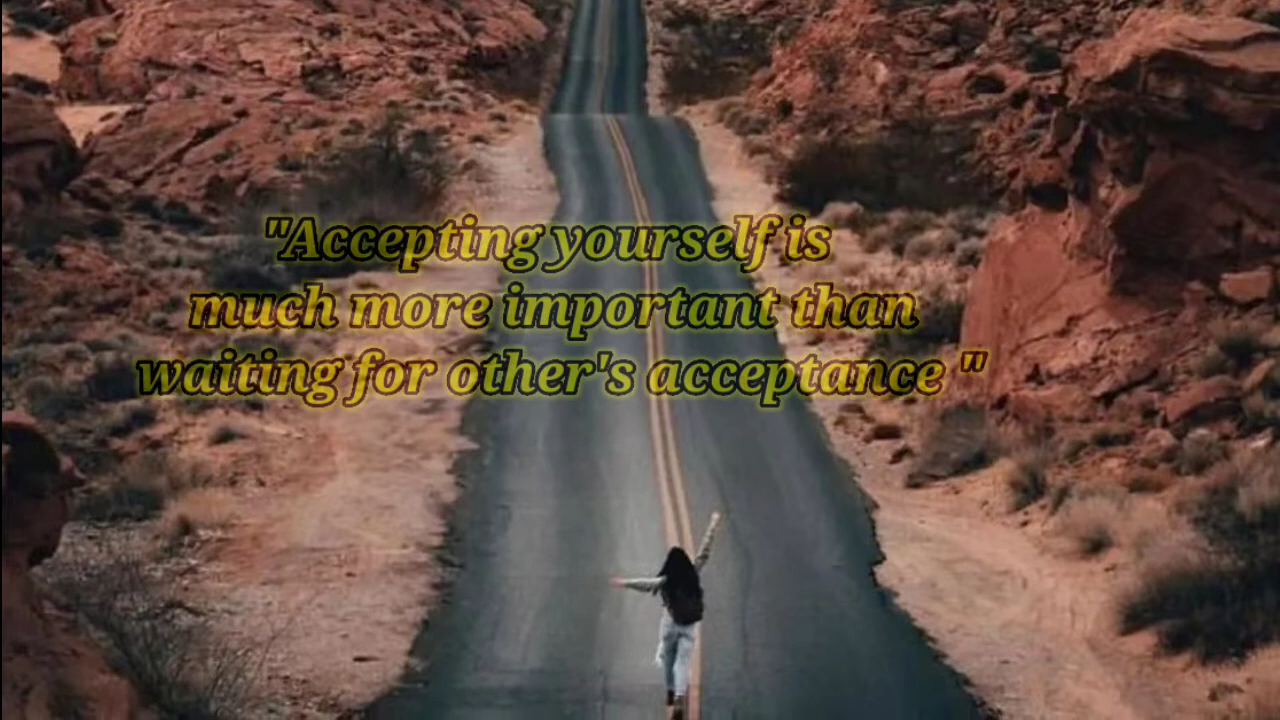 "Accepting yourself is
much more important than
waiting for other's acceptance "